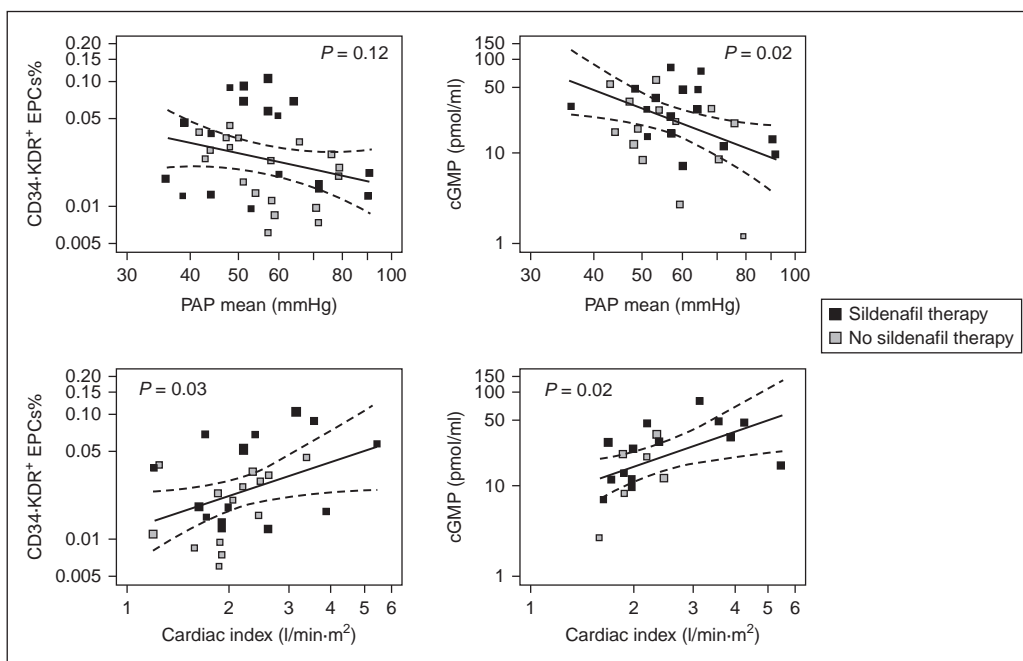 0.20
0.15
0.10
0.05
0.01
0.005
CD34·KDR⁺ EPCs%
P = 0.12
30 40 50 60 80 100
PAP mean (mmHg)
150
100
50
10
1
cGMP (pmol/ml)
P = 0.02
30 40 60 80 100
PAP mean (mmHg)
Sildenafil therapy
No sildenafil therapy
0.20
0.15
0.10
0.05
0.01
0.005
CD34·KDR⁺ EPCs%
P = 0.03
1 2 3 4 5 6
Cardiac index (l/min·m²)
150
100
50
10
1
cGMP (pmol/ml)
P = 0.02
1 2 3 4 5 6
Cardiac index (l/min·m²)